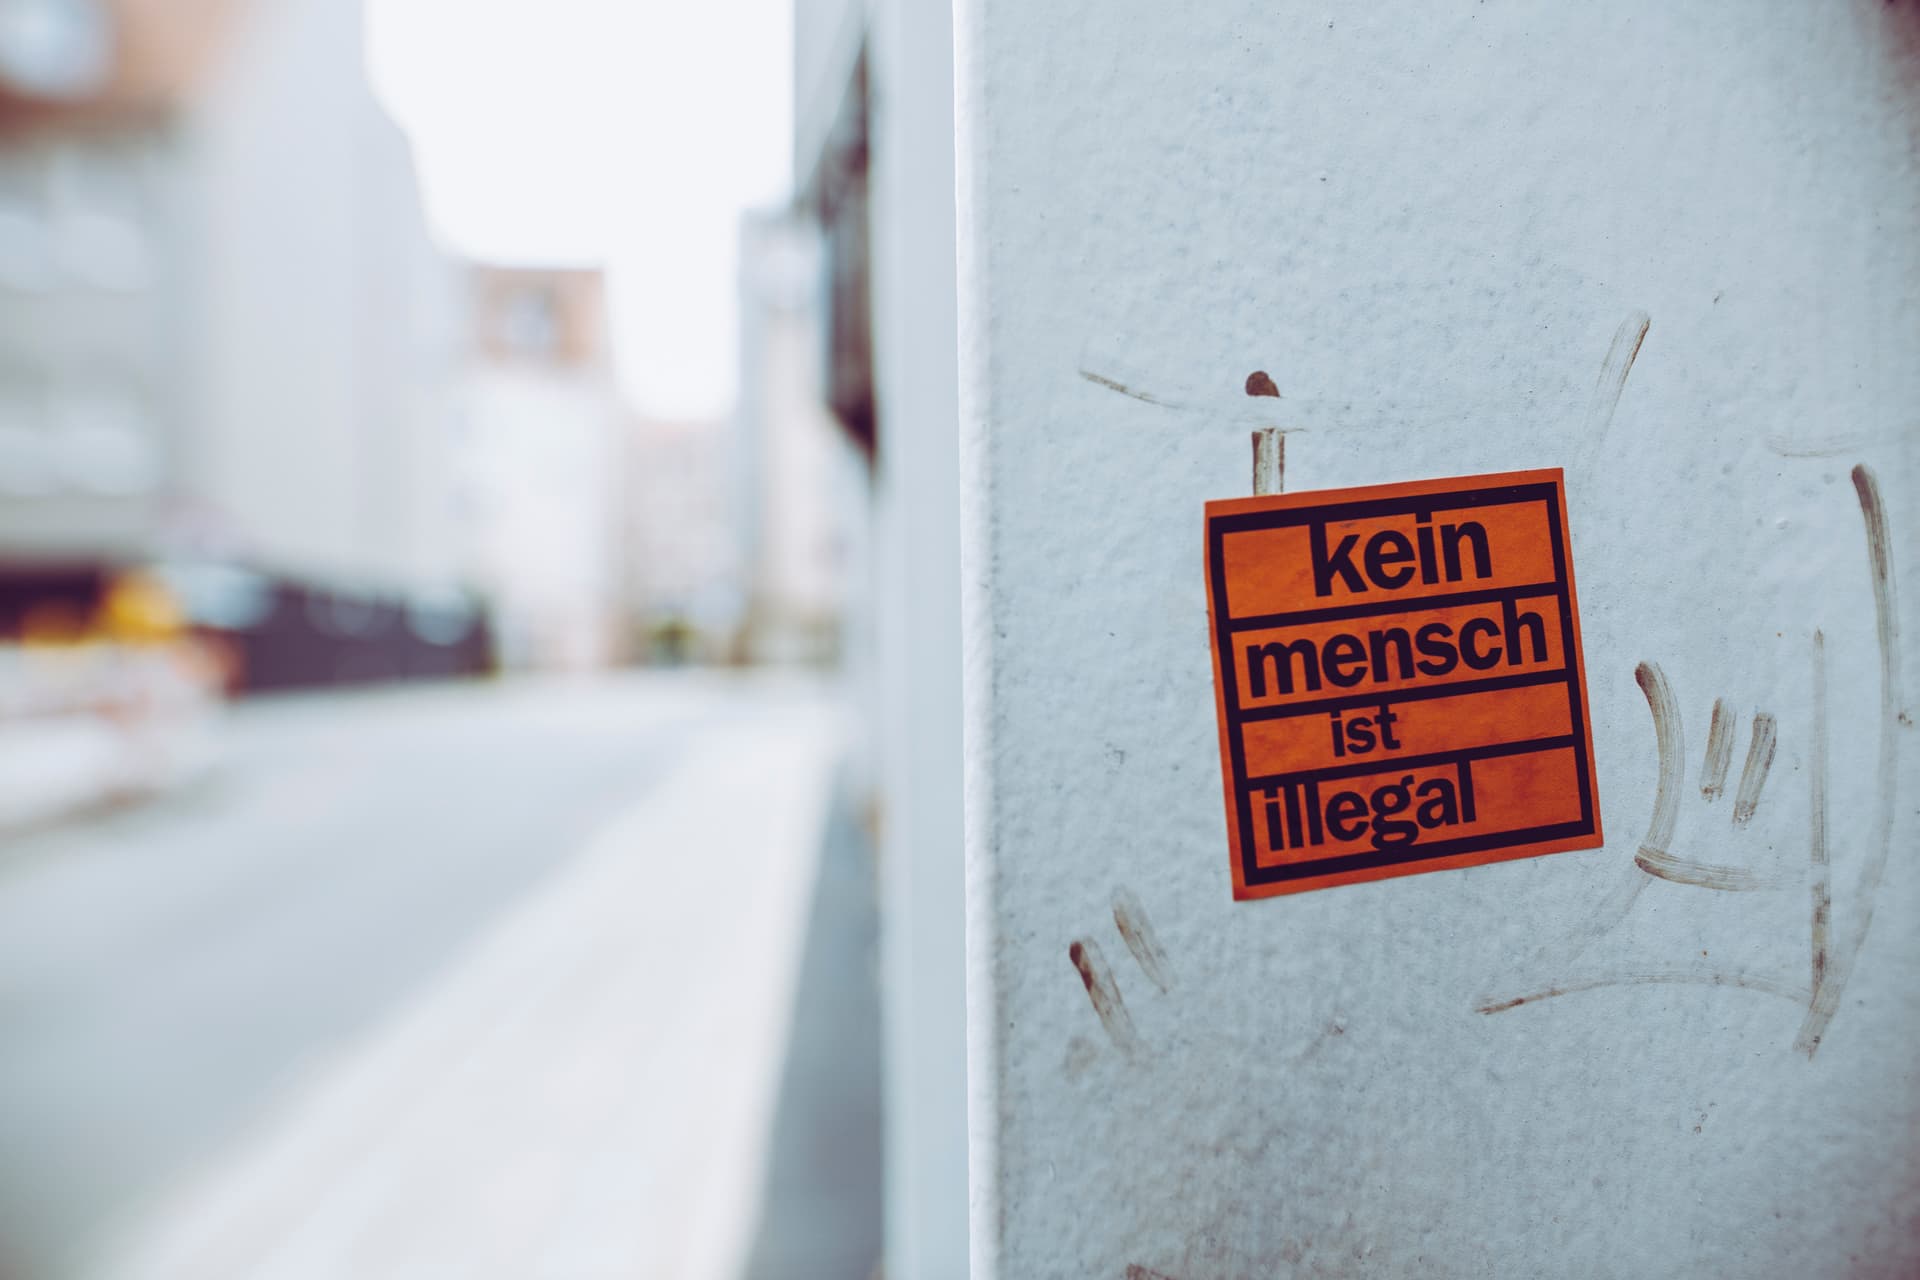 kein
mensch
ist
illegal